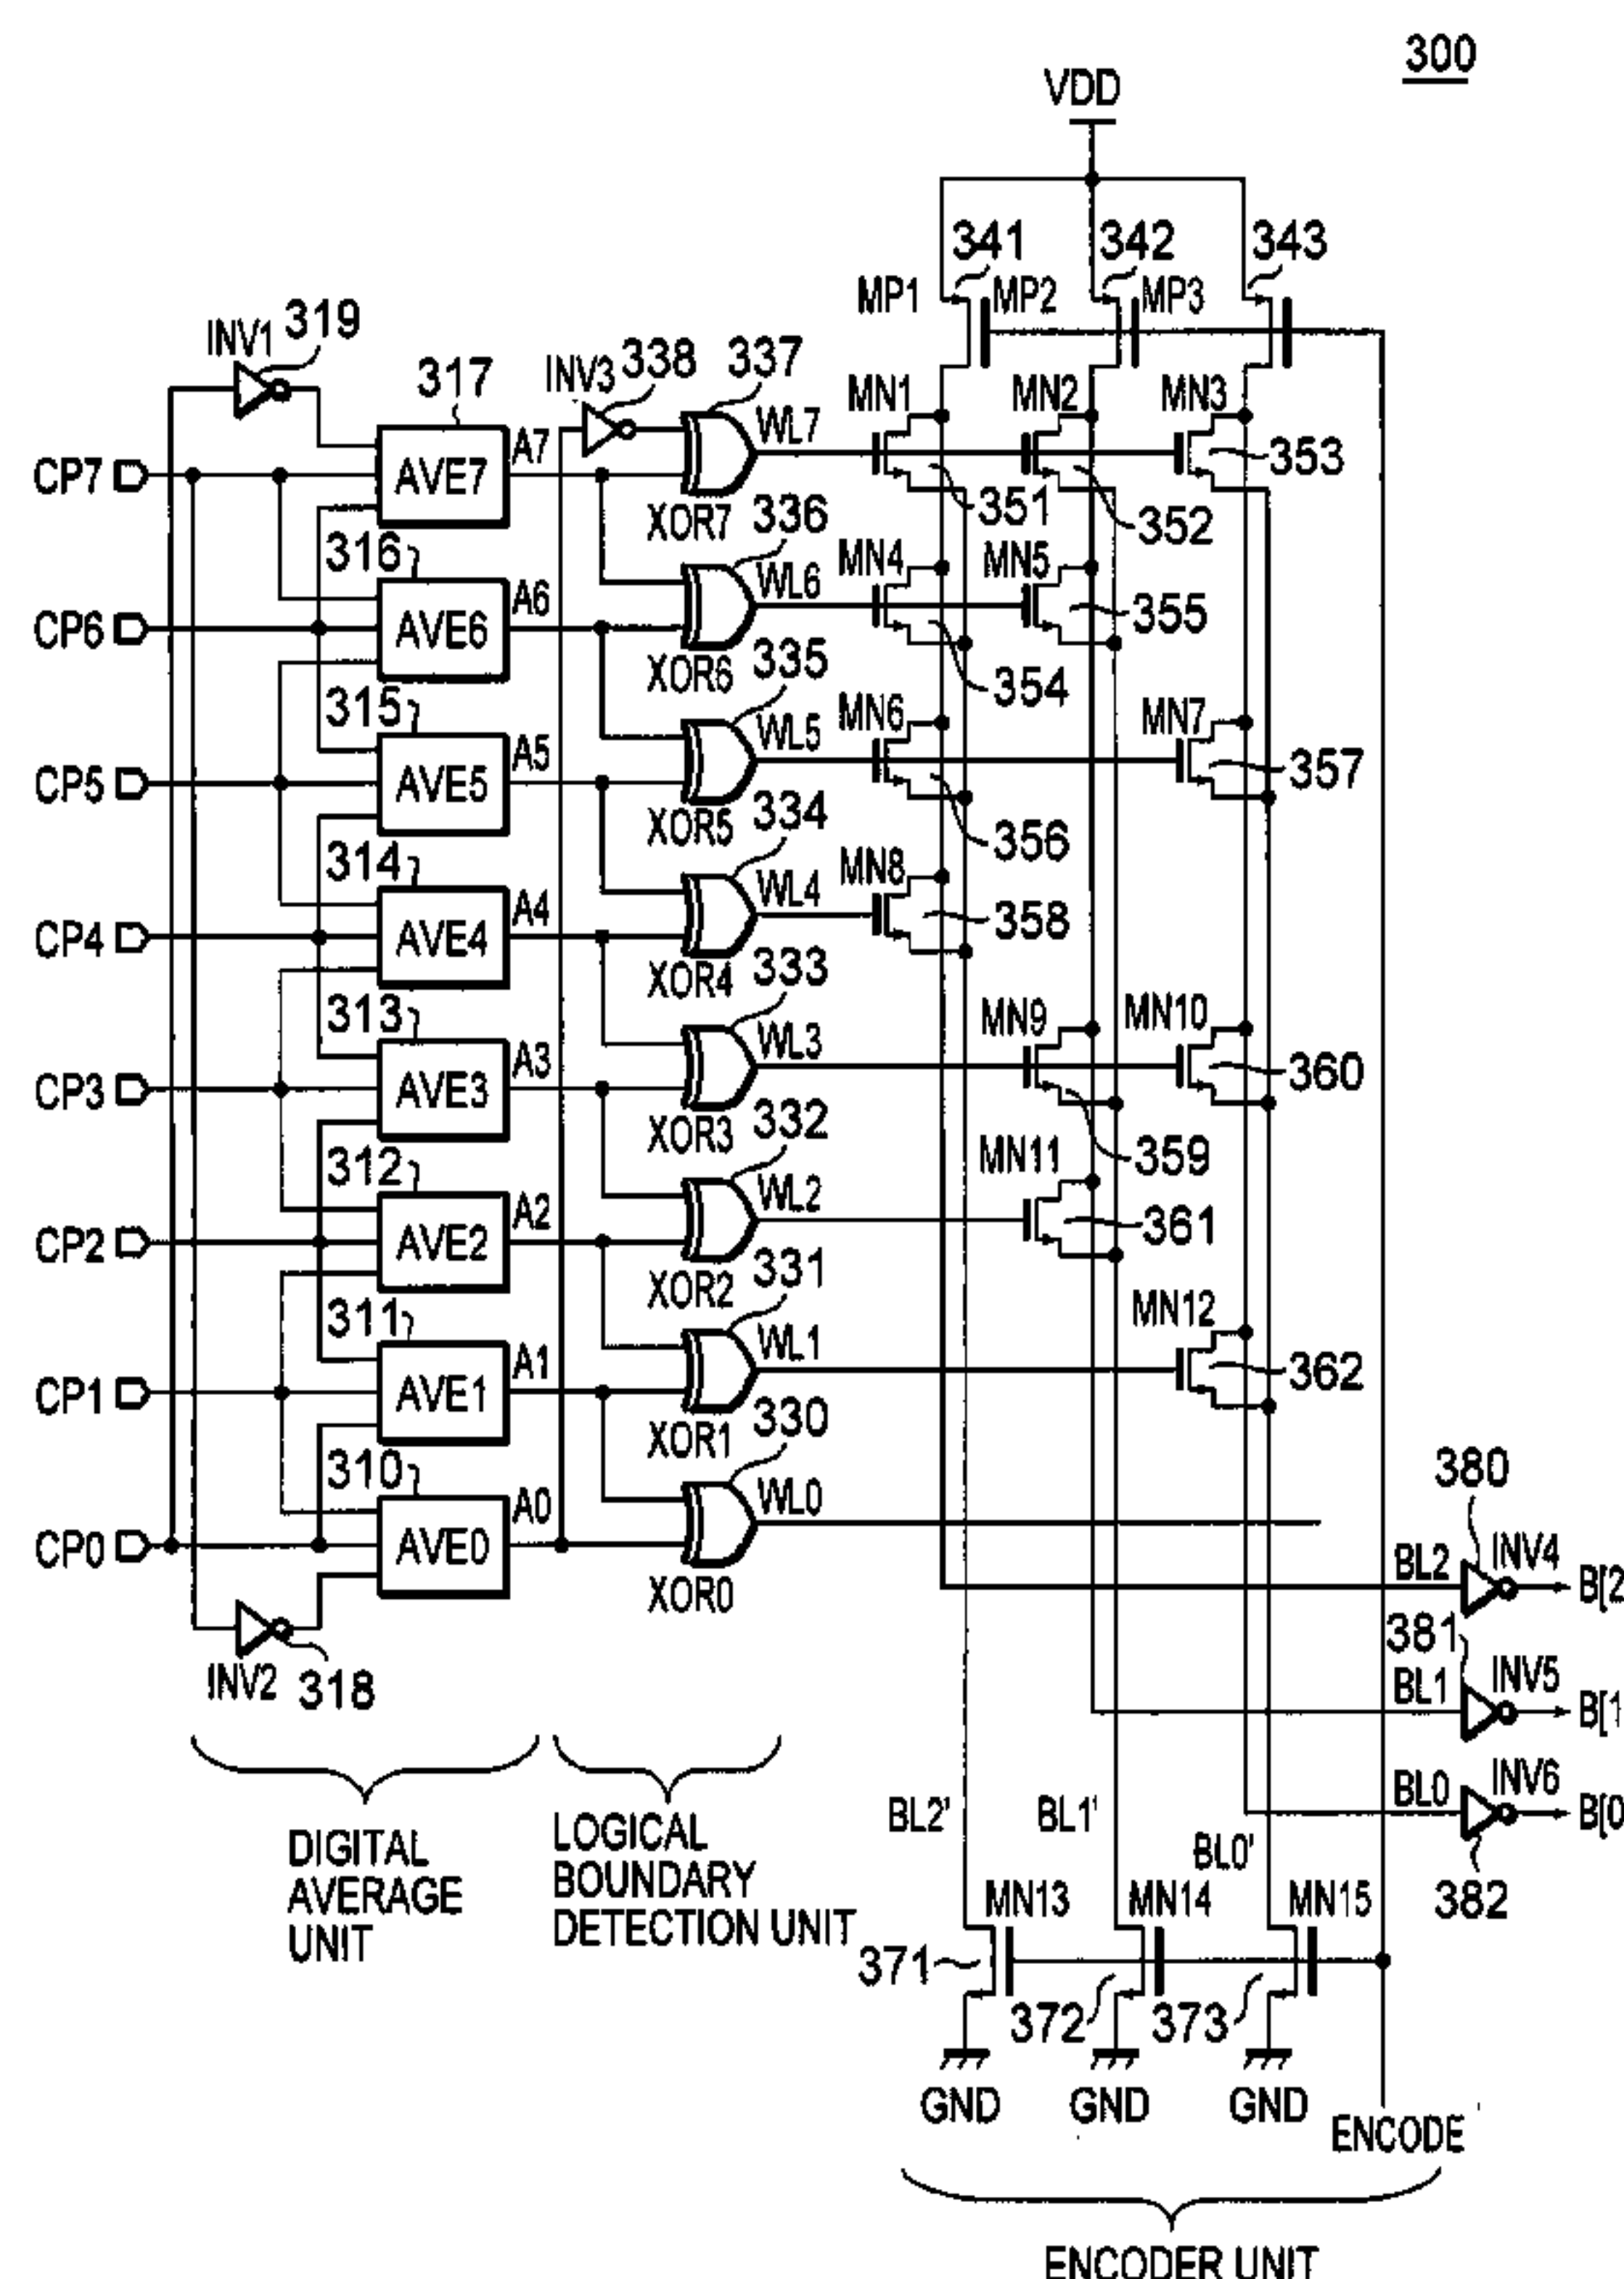 300
VDD
341 342 343
MP1 MP2 MP3
INV1 319
317
INV3 338 337
MN1 MN2 MN3
CP7 AVE7 A7 WL7 353
XOR7 336 351 352
316
MN4 MN5
CP6 AVE6 A6 WL6 355
XOR6 335 354
315
MN6 MN7
CP5 AVE5 A5 WL5 357
XOR5 334 356
314
MN8
CP4 AVE4 A4 WL4 358
XOR4 333
313
MN9 MN10
CP3 AVE3 A3 WL3 360
XOR3 332 359
312
MN11
CP2 AVE2 A2 WL2 361
XOR2 331
311
MN12
CP1 AVE1 A1 WL1 362
XOR1 330
310
CP0 AVE0 A0 WL0 380
XOR0
BL2 INV4 B[2
INV2 318
381
BL1 INV5 B[1
BL0 INV6 B[0
382
BL2' BL1' BL0'
DIGITAL
AVERAGE
UNIT
LOGICAL
BOUNDARY
DETECTION UNIT
MN13 MN14 MN15
371 372 373
GND GND GND
ENCODE
ENCODER UNIT